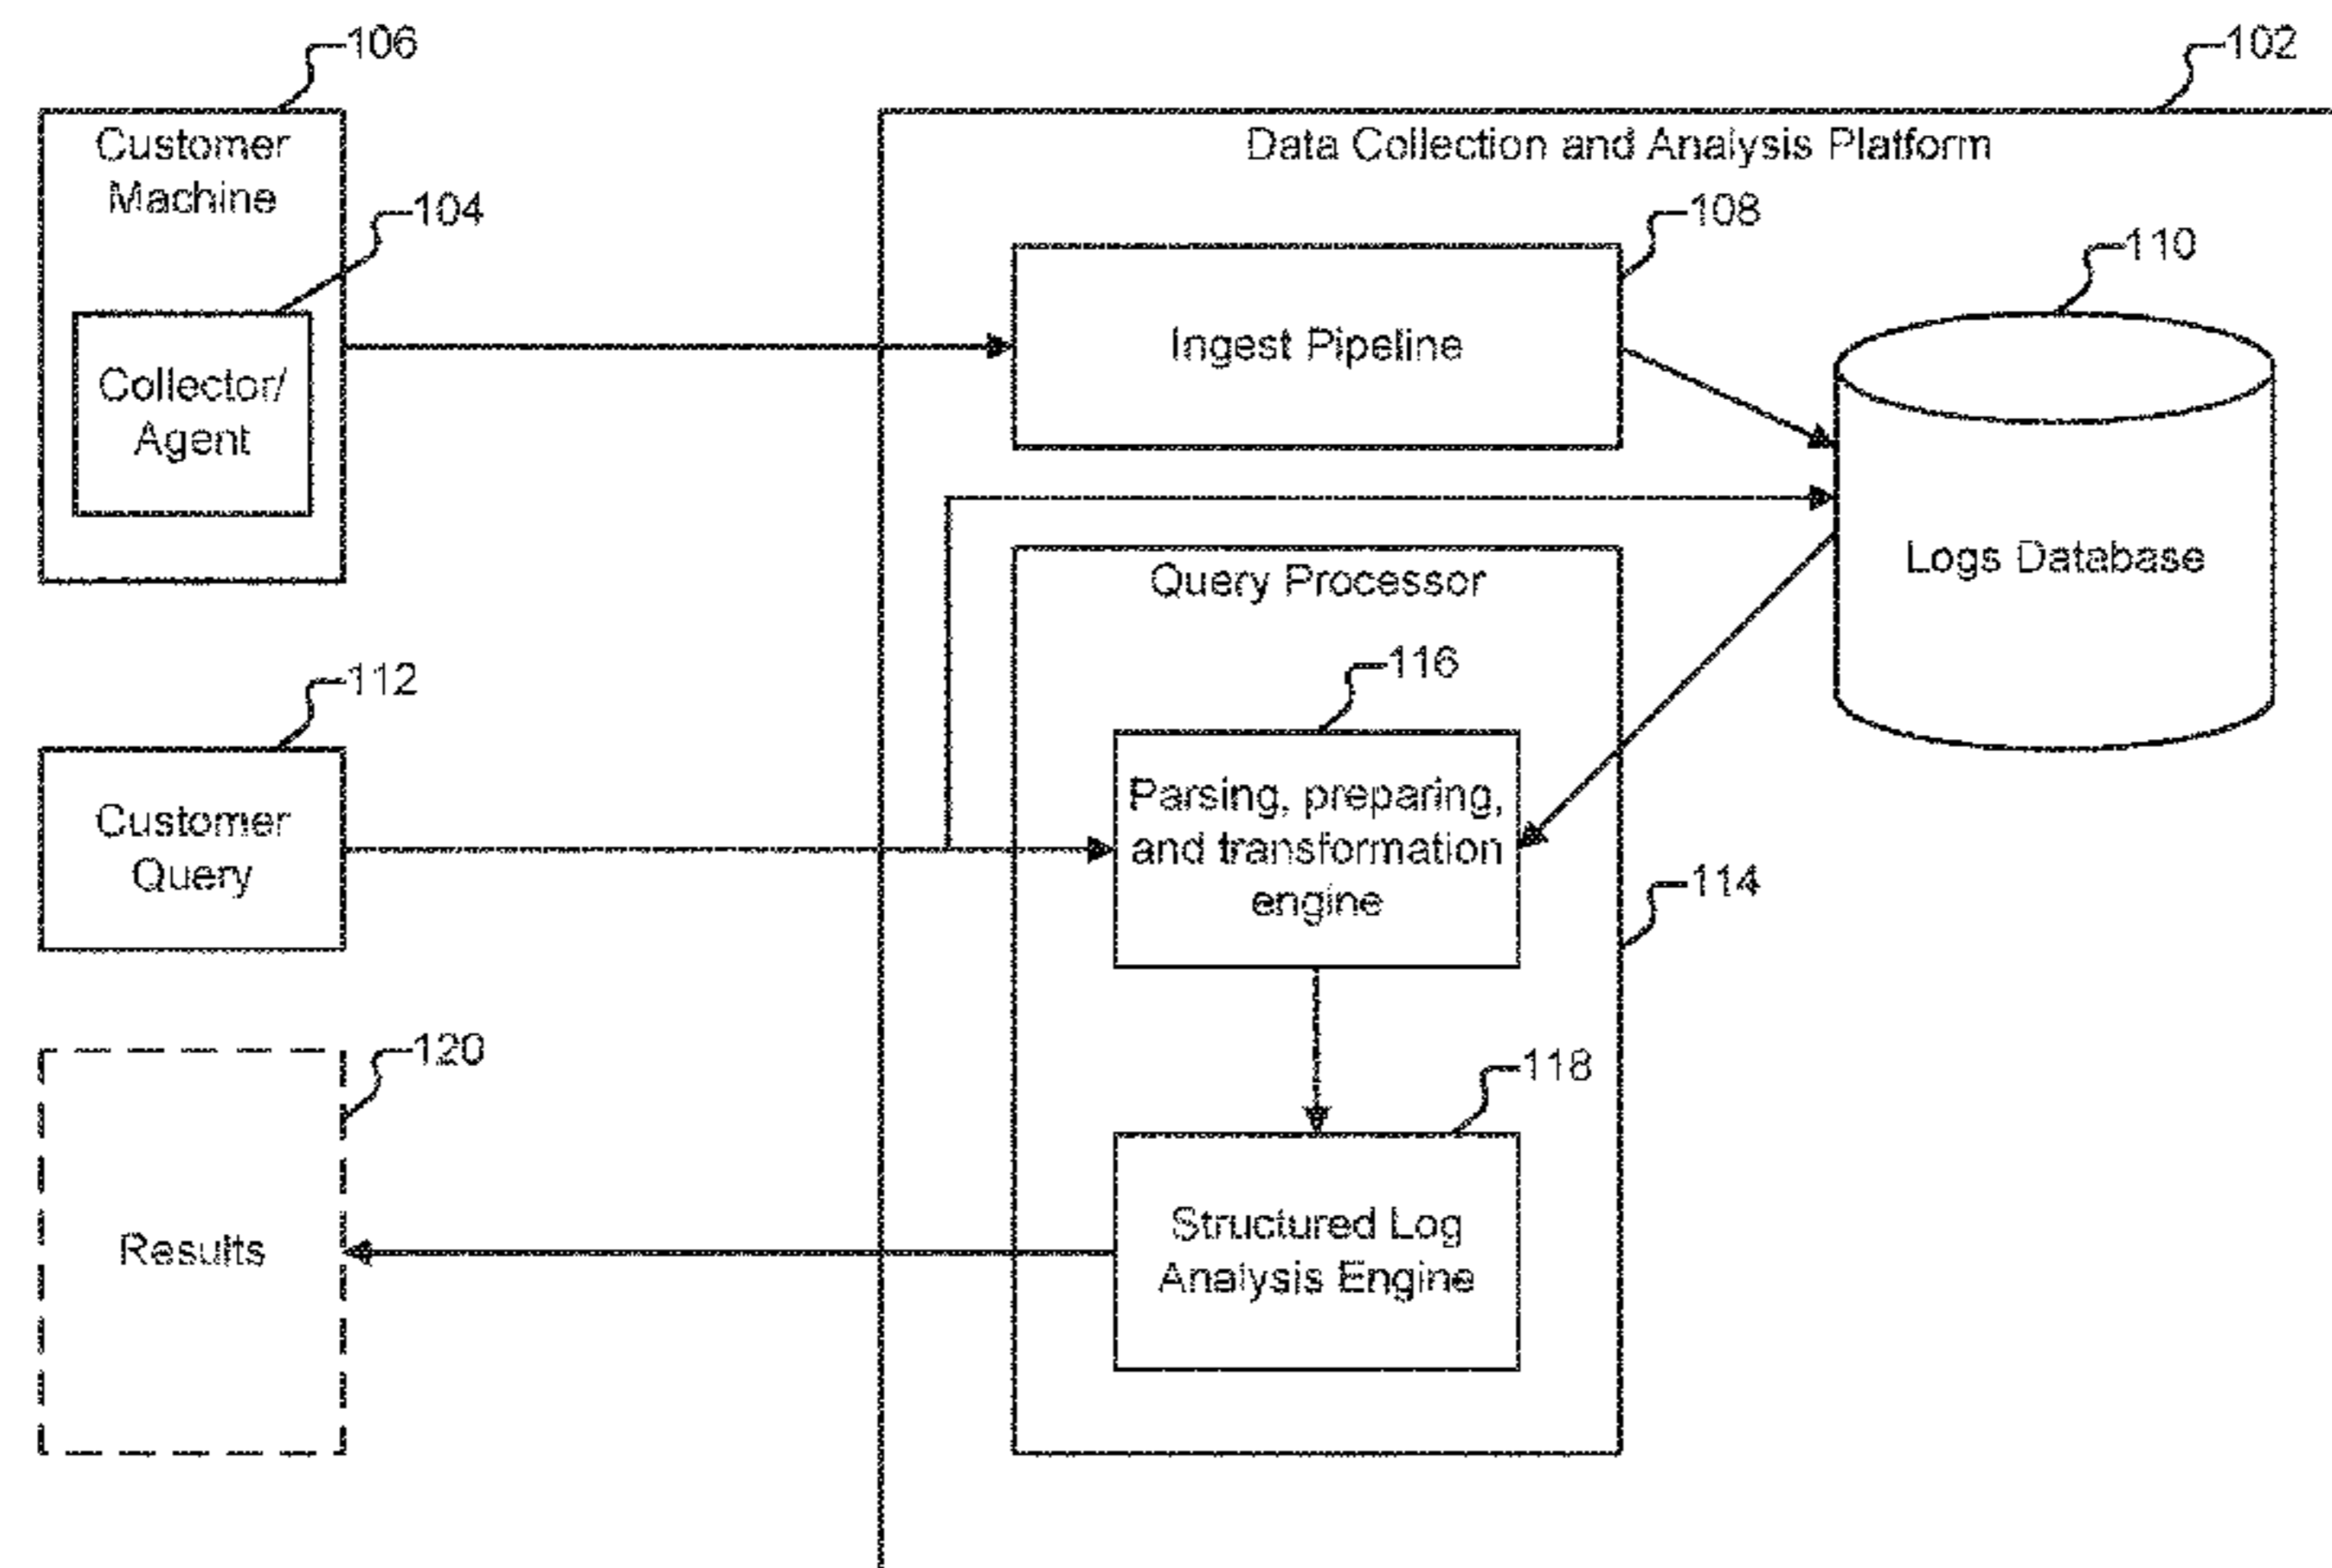 106
102
Customer
Machine
Data Collection and Analysis Platform
104
108
110
Ingest Pipeline
Collector/
Agent
Logs Database
Query Processor
112
116
Customer
Query
Parsing, preparing,
and transformation
engine
114
120
118
Results
Structured Log
Analysis Engine